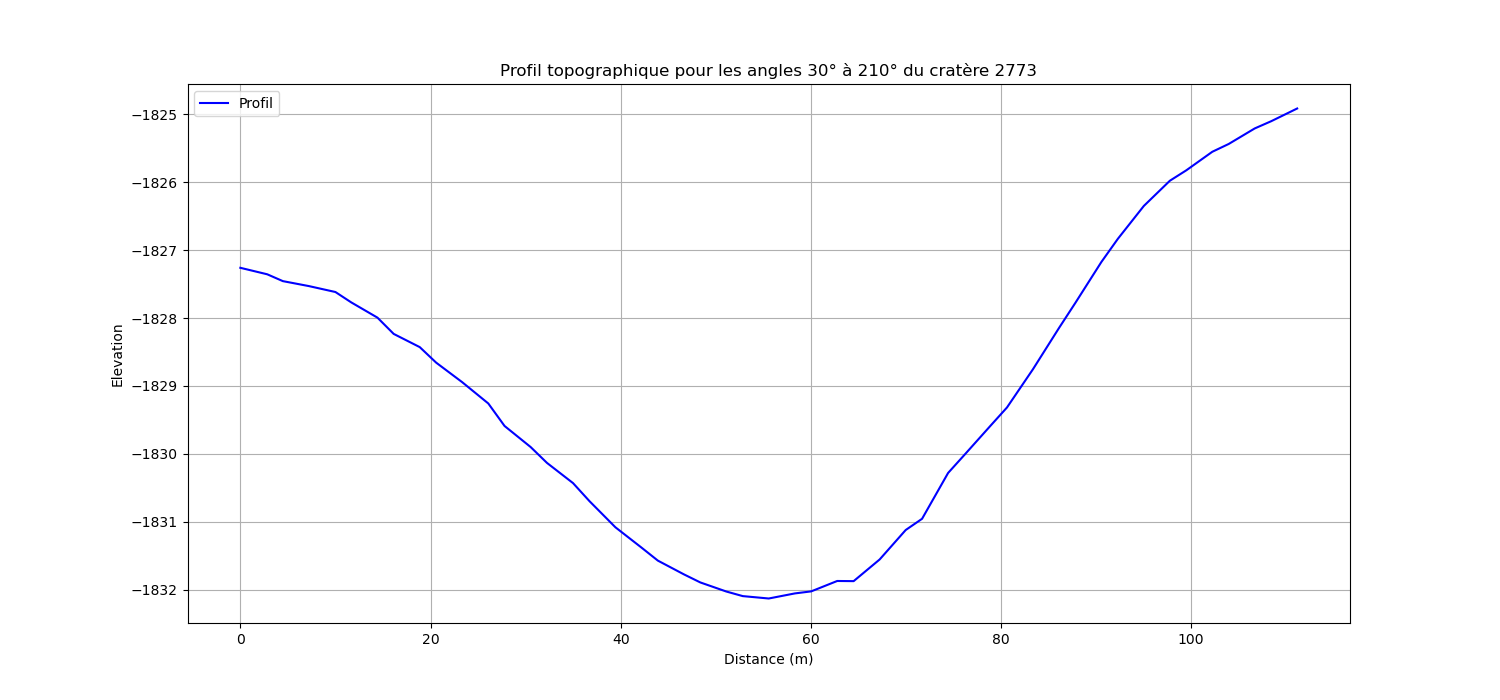 Profil topographique pour les angles 30° à 210° du cratère 2773
Profil
−1825
−1826
−1827
−1828
−1829
−1830
−1831
−1832
Elevation
0 20 40 60 80 100
Distance (m)